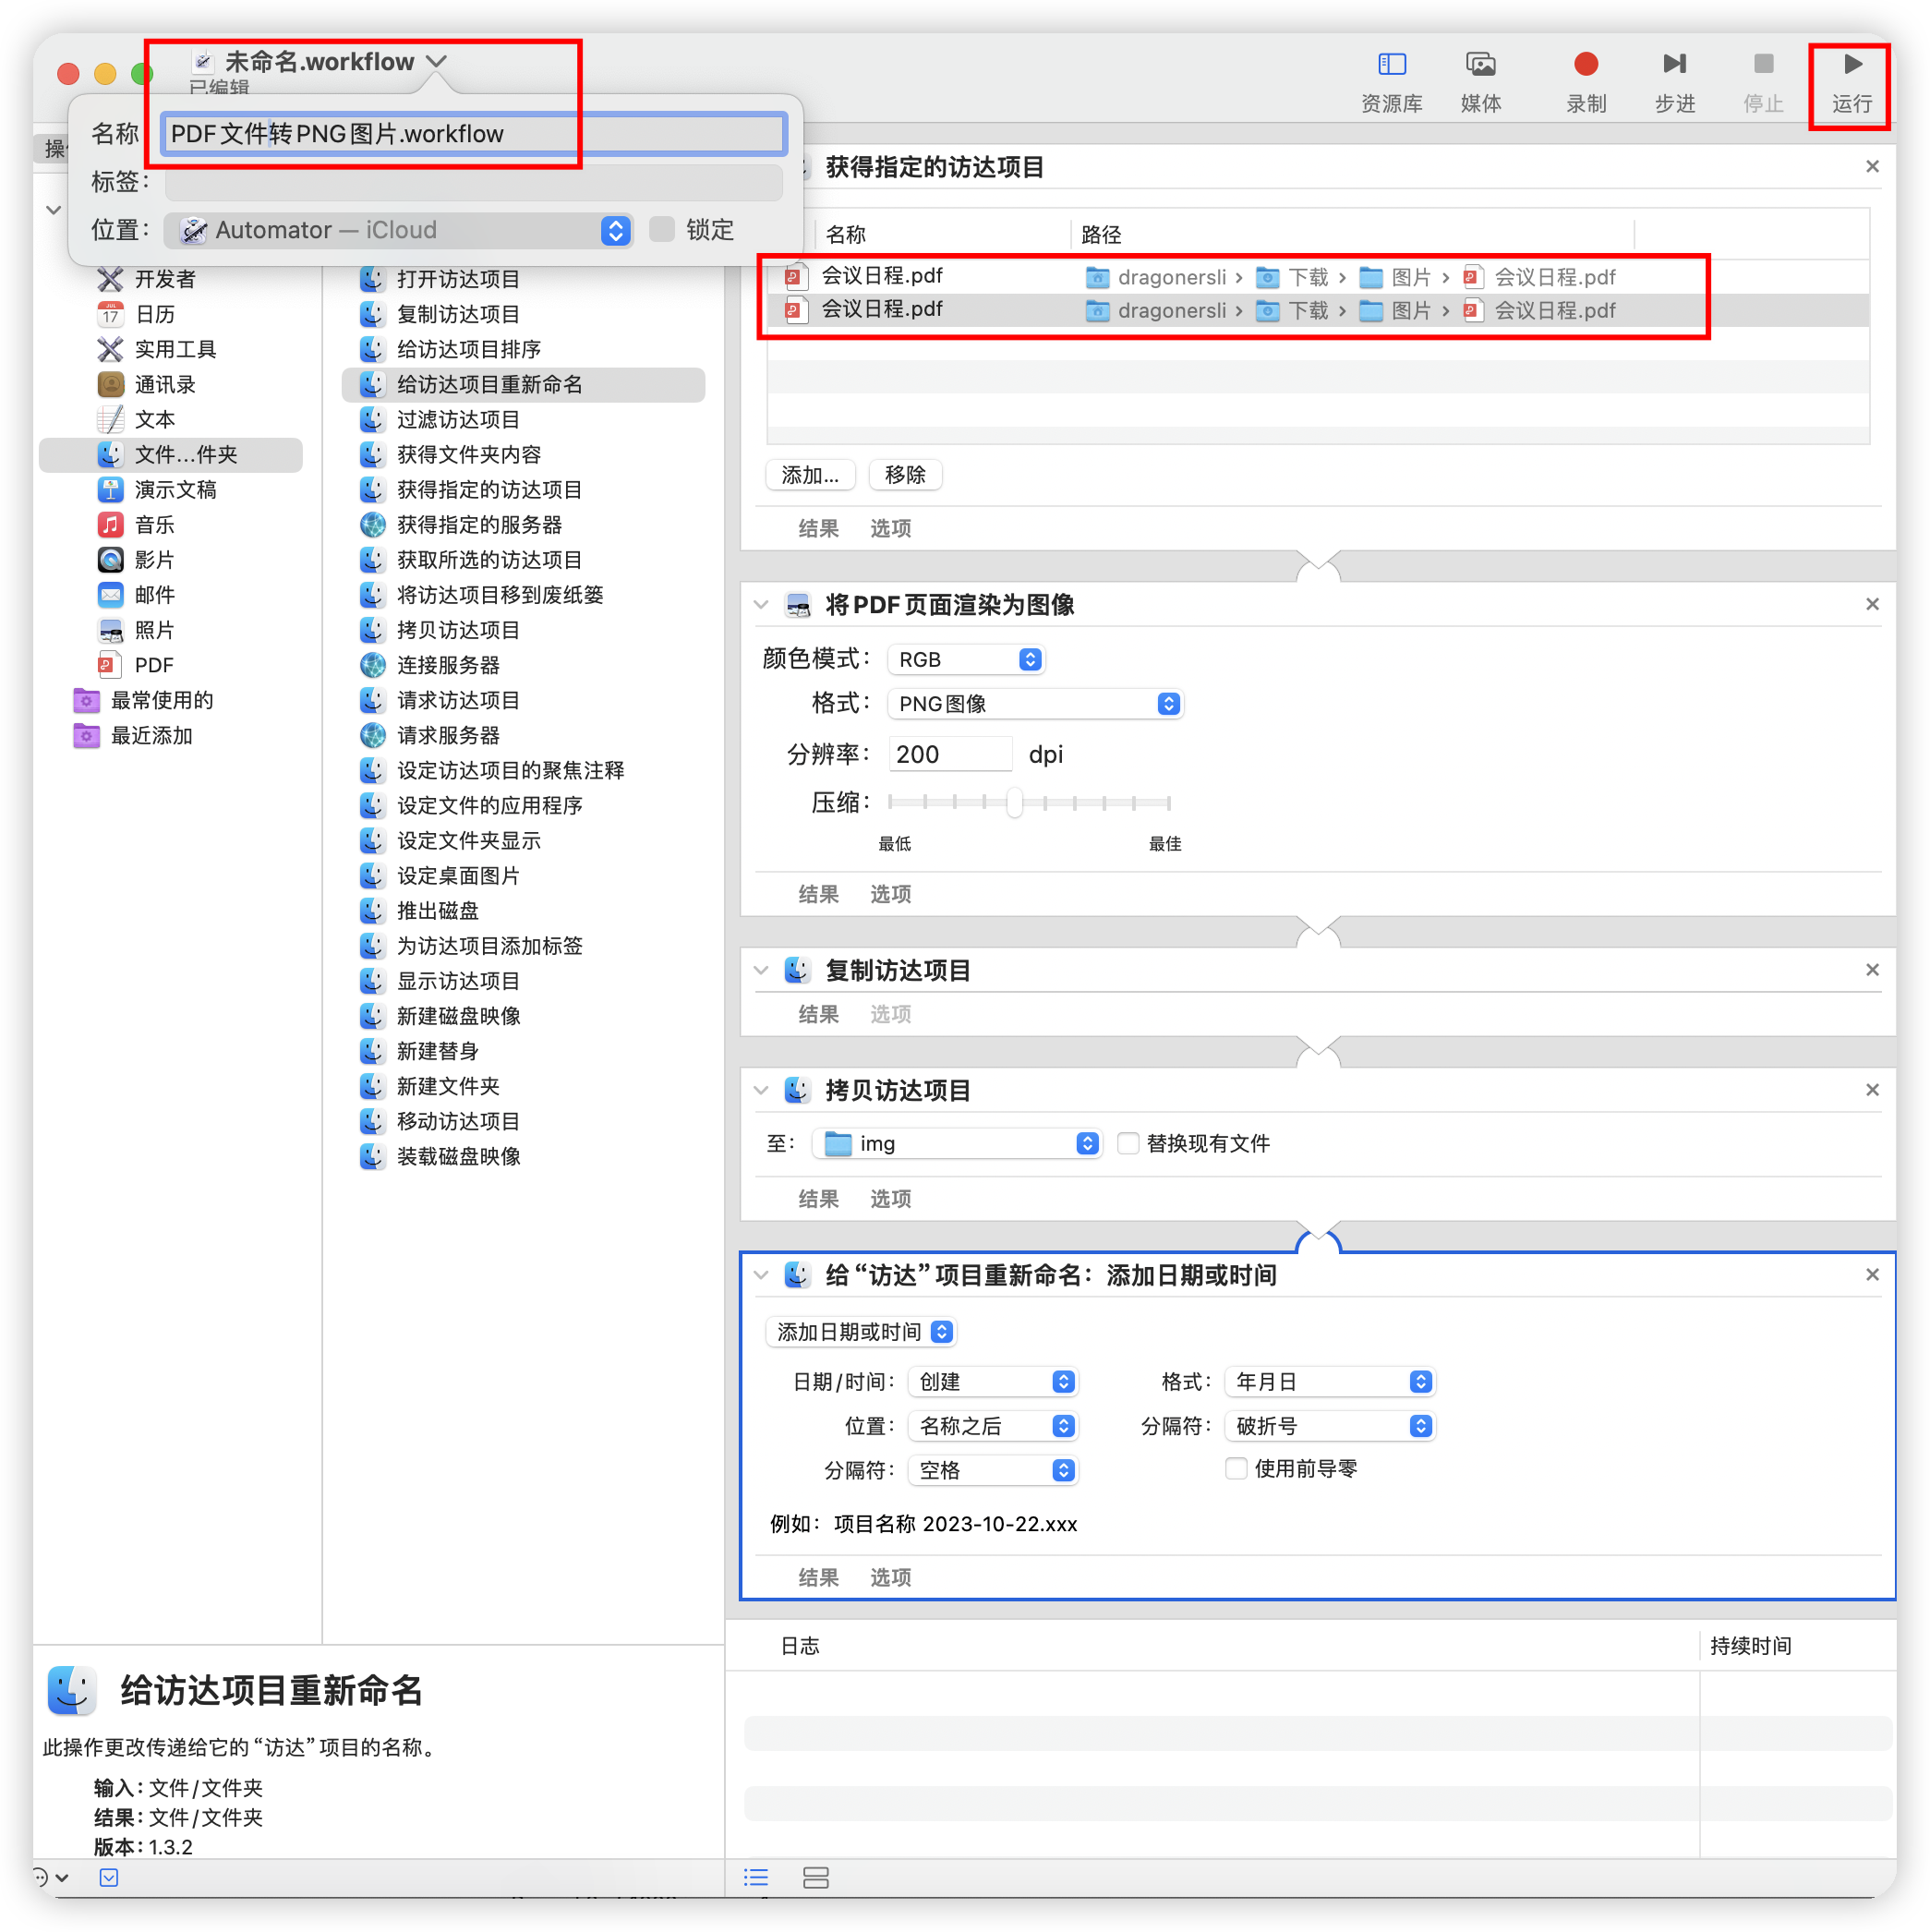 未命名.workflow
已编辑
资源库
媒体
录制
步进
停止
运行
名称
PDF文件转PNG图片.workflow
标签：
位置：
Automator — iCloud
锁定
开发者
日历
JUL
17
实用工具
通讯录
文本
文件...件夹
演示文稿
音乐
影片
邮件
照片
PDF
最常使用的
最近添加
打开访达项目
复制访达项目
给访达项目排序
给访达项目重新命名
过滤访达项目
获得文件夹内容
获得指定的访达项目
获得指定的服务器
获取所选的访达项目
将访达项目移到废纸篓
拷贝访达项目
连接服务器
请求访达项目
请求服务器
设定访达项目的聚焦注释
设定文件的应用程序
设定文件夹显示
设定桌面图片
推出磁盘
为访达项目添加标签
显示访达项目
新建磁盘映像
新建替身
新建文件夹
移动访达项目
装载磁盘映像
获得指定的访达项目
名称 路径
会议日程.pdf dragonersli › 下载 › 图片 › 会议日程.pdf
会议日程.pdf dragonersli › 下载 › 图片 › 会议日程.pdf
添加... 移除
结果 选项
将PDF页面渲染为图像
颜色模式： RGB
格式： PNG图像
分辨率： 200 dpi
压缩：
最低 最佳
结果 选项
复制访达项目
结果 选项
拷贝访达项目
至： img 替换现有文件
结果 选项
给“访达”项目重新命名：添加日期或时间
添加日期或时间
日期/时间： 创建 格式： 年月日
位置： 名称之后 分隔符： 破折号
分隔符： 空格 使用前导零
例如： 项目名称 2023-10-22.xxx
结果 选项
日志 持续时间
给访达项目重新命名
此操作更改传递给它的“访达”项目的名称。
输入：文件/文件夹
结果：文件/文件夹
版本：1.3.2